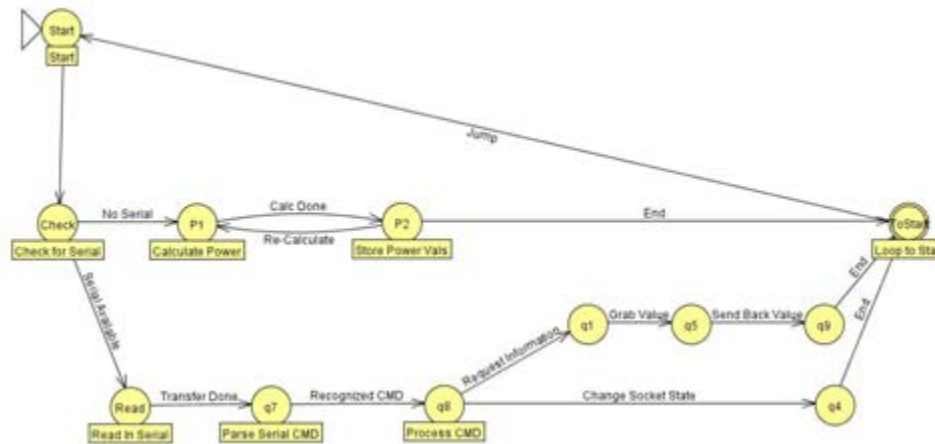 Start
Start
Jump
Check
No Serial
P1
Calc Done
Re-Calculate
P2
End
ToStart
Check for Serial
Calculate Power
Store Power Vals
Loop to Sta
Serial Available
q1
Grab Value
q5
Send Back Value
q9
End
End
Request Information
Read
Transfer Done
q7
Recognized CMD
q8
Change Socket State
q4
Read In Serial
Parse Serial CMD
Process CMD